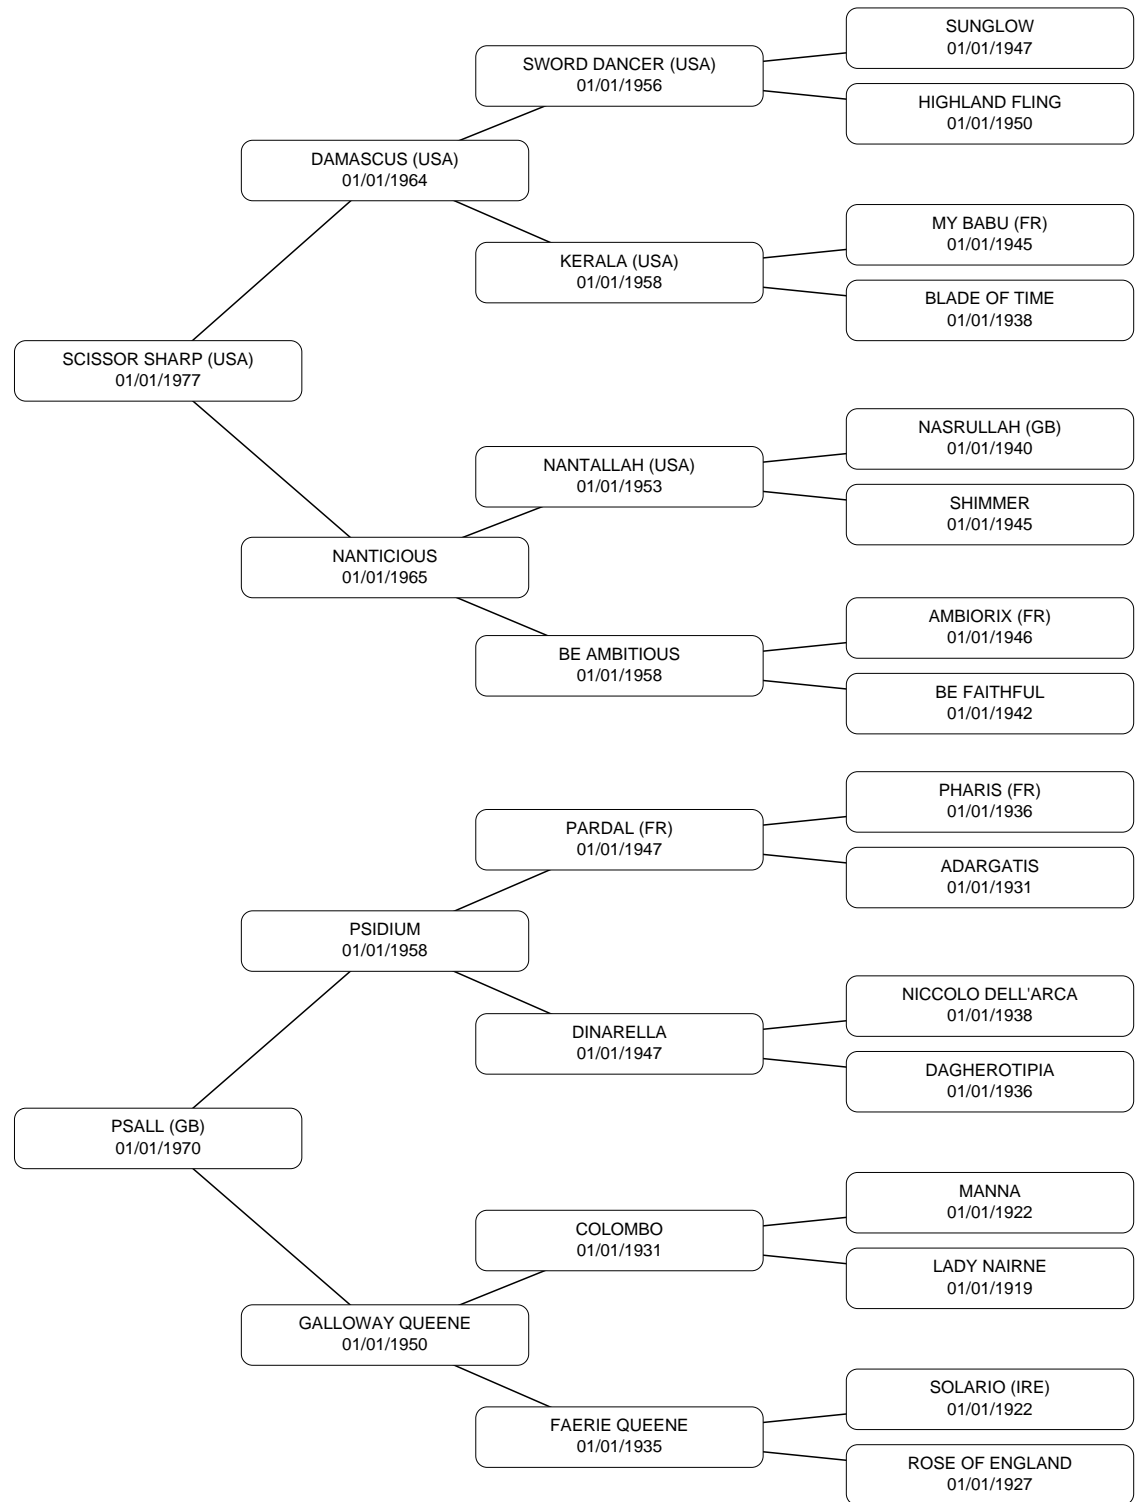 SUNGLOW
01/01/1947
SWORD DANCER (USA)
01/01/1956
HIGHLAND FLING
01/01/1950
DAMASCUS (USA)
01/01/1964
MY BABU (FR)
01/01/1945
KERALA (USA)
01/01/1958
BLADE OF TIME
01/01/1938
SCISSOR SHARP (USA)
01/01/1977
NASRULLAH (GB)
01/01/1940
NANTALLAH (USA)
01/01/1953
SHIMMER
01/01/1945
NANTICIOUS
01/01/1965
AMBIORIX (FR)
01/01/1946
BE AMBITIOUS
01/01/1958
BE FAITHFUL
01/01/1942
PHARIS (FR)
01/01/1936
PARDAL (FR)
01/01/1947
ADARGATIS
01/01/1931
PSIDIUM
01/01/1958
NICCOLO DELL'ARCA
01/01/1938
DINARELLA
01/01/1947
DAGHEROTIPIA
01/01/1936
PSALL (GB)
01/01/1970
MANNA
01/01/1922
COLOMBO
01/01/1931
LADY NAIRNE
01/01/1919
GALLOWAY QUEENE
01/01/1950
SOLARIO (IRE)
01/01/1922
FAERIE QUEENE
01/01/1935
ROSE OF ENGLAND
01/01/1927